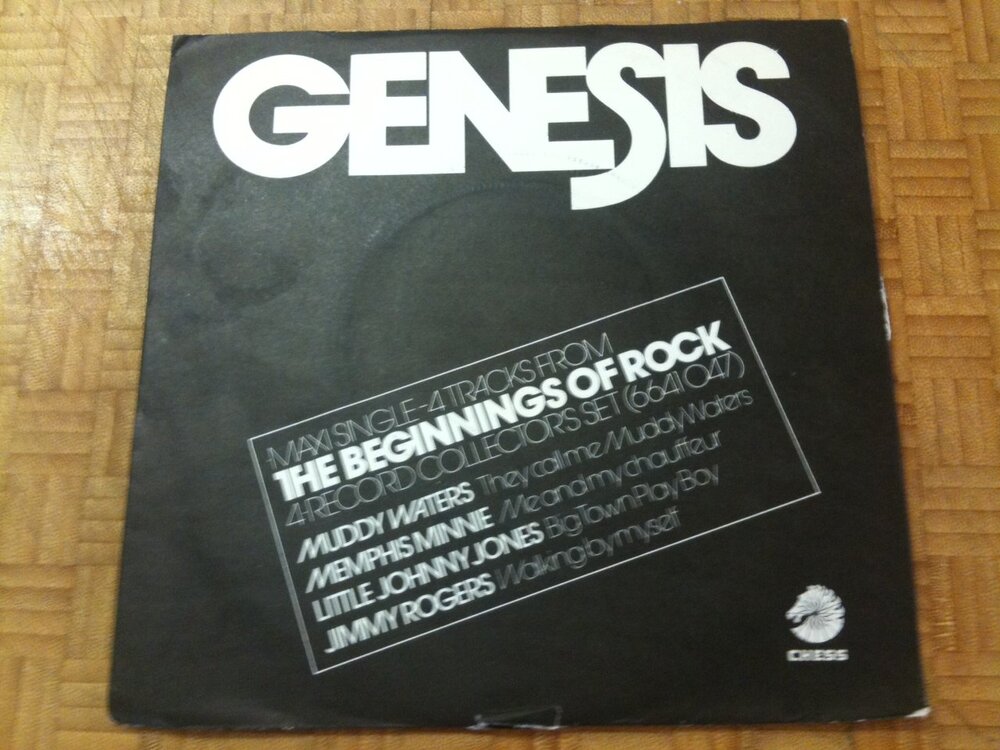 GENESIS
MAXI SINGLE-4 TRACKS FROM
THE BEGINNINGS OF ROCK
4-RECORD COLLECTOR'S SET (6641 047)
MUDDY WATERS They call me Muddy Waters
MEMPHIS MINNIE Me and my chauffieur
LITTLE JOHNNY JONES Big Town Play Boy
JIMMY ROGERS Walking by myself
CHESS